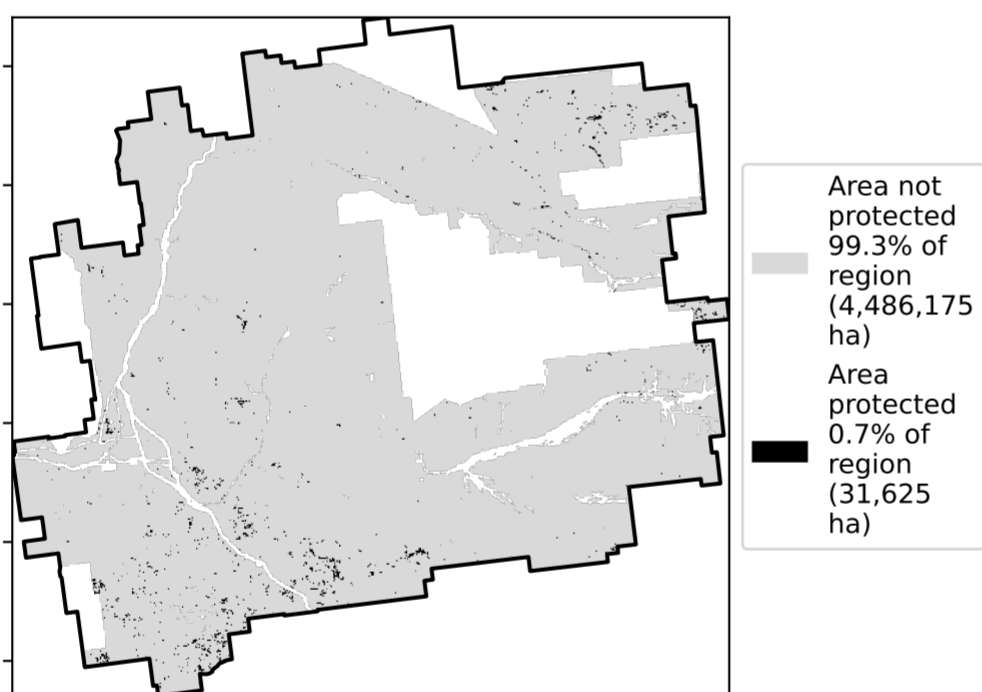 Area not
protected
99.3% of
region
(4,486,175
ha)
Area
protected
0.7% of
region
(31,625
ha)